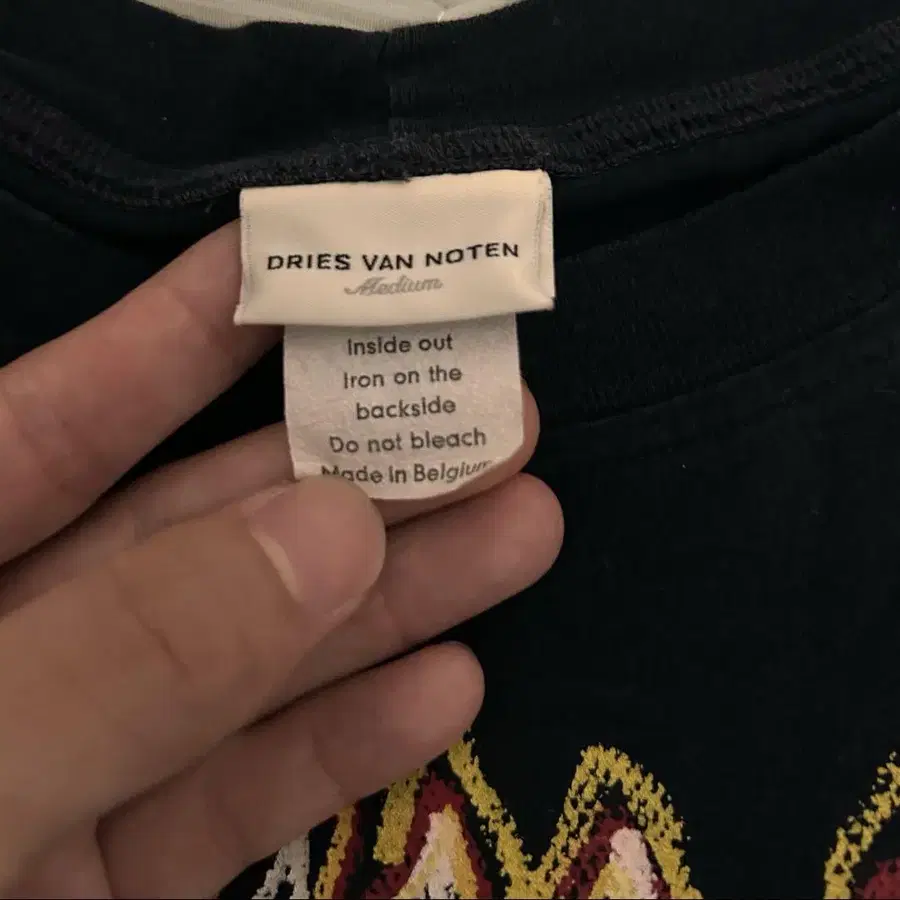 DRIES VAN NOTEN
Medium
Inside out
Iron on the
backside
Do not bleach
Made in Belgium